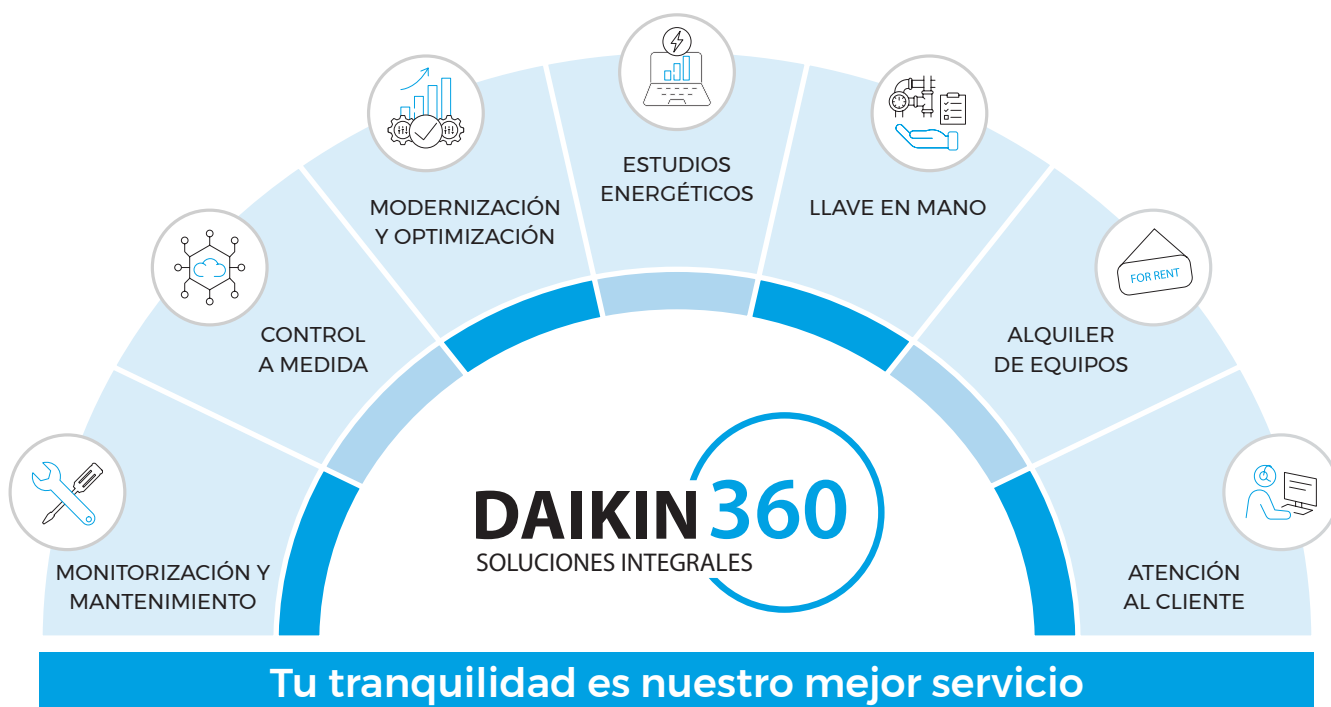 MONITORIZACIÓN Y
MANTENIMIENTO
CONTROL
A MEDIDA
MODERNIZACIÓN
Y OPTIMIZACIÓN
ESTUDIOS
ENERGÉTICOS
LLAVE EN MANO
FOR RENT
ALQUILER
DE EQUIPOS
ATENCIÓN
AL CLIENTE
DAIKIN 360
SOLUCIONES INTEGRALES
Tu tranquilidad es nuestro mejor servicio